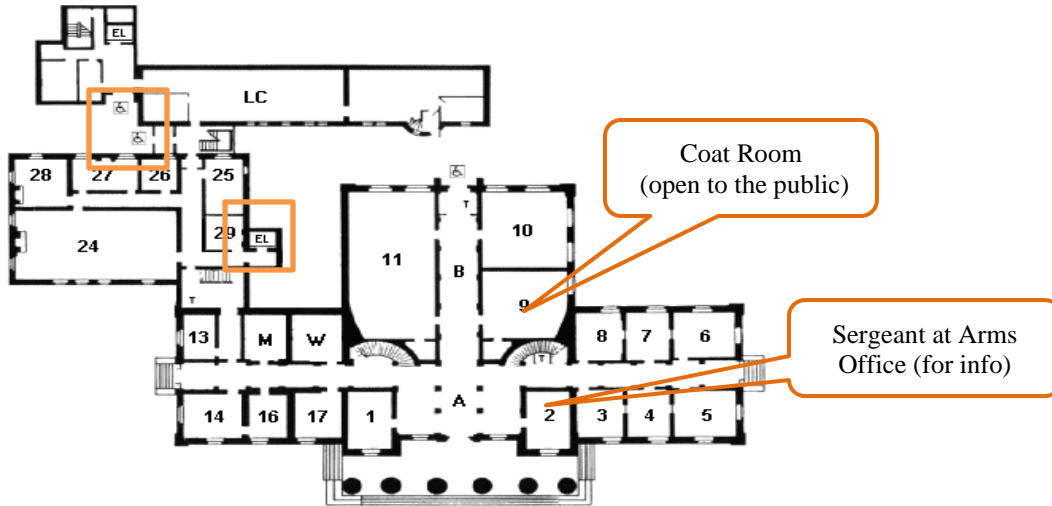 EL
LC
Coat Room
(open to the public)
28
27
26
25
T
10
29
EL
24
11
B
9
T
13
M
W
8
7
6
Sergeant at Arms
Office (for info)
T
A
14
16
17
1
2
3
4
5